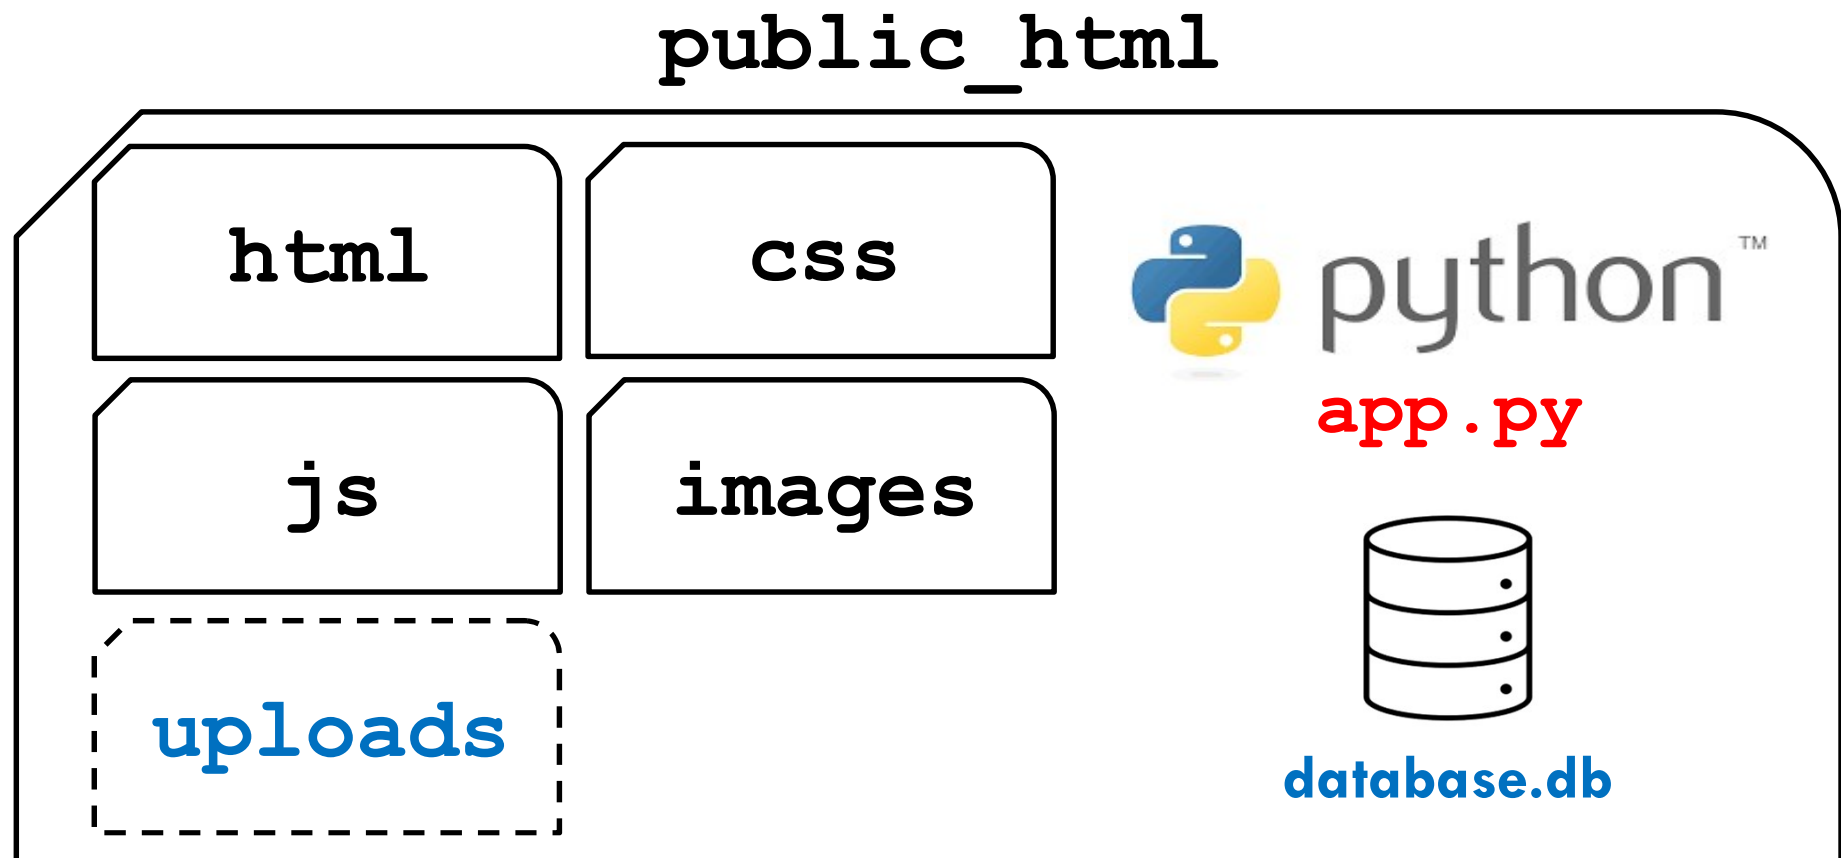 public_html
html
css
js
images
uploads
python™
app.py
database.db